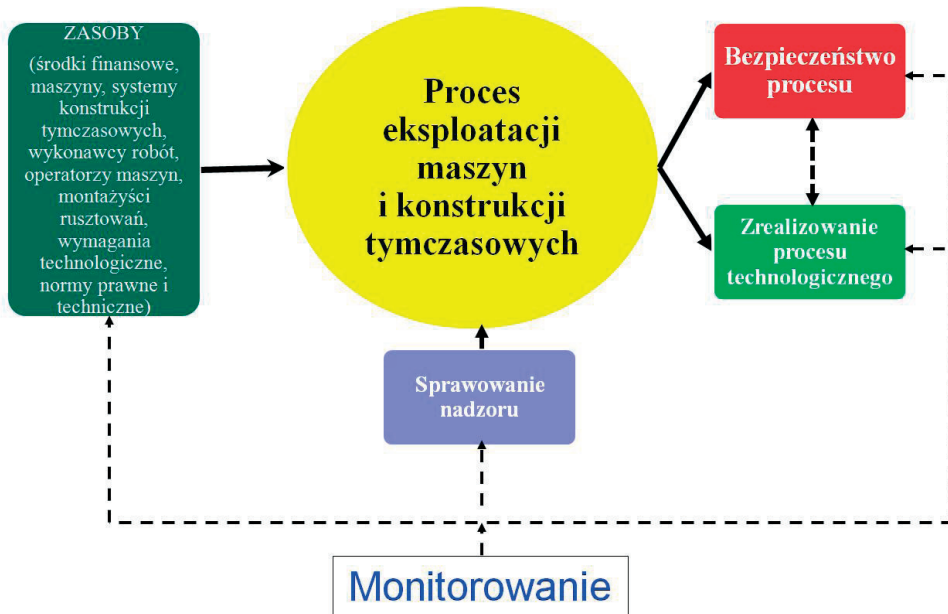 ZASOBY
(środki finansowe,
maszyny, systemy
konstrukcji
tymczasowych,
wykonawcy robót,
operatorzy maszyn,
montażyści
rusztowań,
wymagania
technologiczne,
normy prawne i
techniczne)
Proces
eksploatacji
maszyn
i konstrukcji
tymczasowych
Bezpieczeństwo
procesu
Zrealizowanie
procesu
technologicznego
Sprawowanie
nadzoru
Monitorowanie